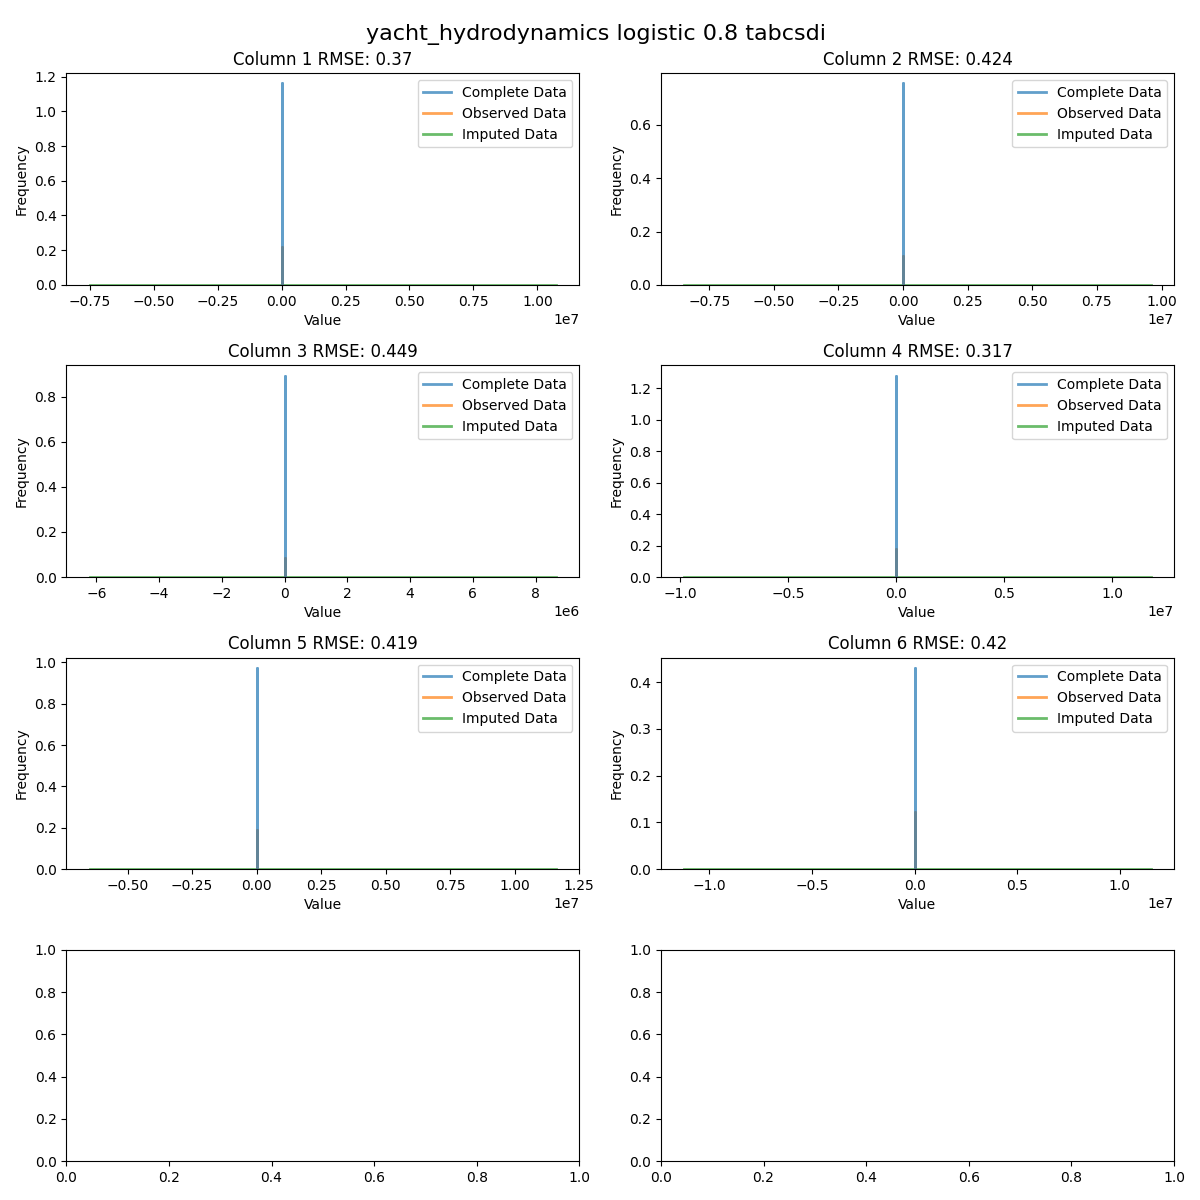 yacht_hydrodynamics logistic 0.8 tabcsdi
Column 1 RMSE: 0.37
1.2
1.0
0.8
0.6
0.4
0.2
0.0
Frequency
Complete Data
Observed Data
Imputed Data
−0.75 −0.50 −0.25 0.00 0.25 0.50 0.75 1.00
1e7
Value
Column 2 RMSE: 0.424
0.6
0.4
0.2
0.0
Frequency
Complete Data
Observed Data
Imputed Data
−0.75 −0.50 −0.25 0.00 0.25 0.50 0.75 1.00
1e7
Value
Column 3 RMSE: 0.449
0.8
0.6
0.4
0.2
0.0
Frequency
Complete Data
Observed Data
Imputed Data
−6 −4 −2 0 2 4 6 8
1e6
Value
Column 4 RMSE: 0.317
1.2
1.0
0.8
0.6
0.4
0.2
0.0
Frequency
Complete Data
Observed Data
Imputed Data
−1.0 −0.5 0.0 0.5 1.0
1e7
Value
Column 5 RMSE: 0.419
1.0
0.8
0.6
0.4
0.2
0.0
Frequency
Complete Data
Observed Data
Imputed Data
−0.50 −0.25 0.00 0.25 0.50 0.75 1.00 1.25
1e7
Value
Column 6 RMSE: 0.42
0.4
0.3
0.2
0.1
0.0
Frequency
Complete Data
Observed Data
Imputed Data
−1.0 −0.5 0.0 0.5 1.0
1e7
Value
1.0
0.8
0.6
0.4
0.2
0.0
0.0 0.2 0.4 0.6 0.8 1.0
1.0
0.8
0.6
0.4
0.2
0.0
0.0 0.2 0.4 0.6 0.8 1.0